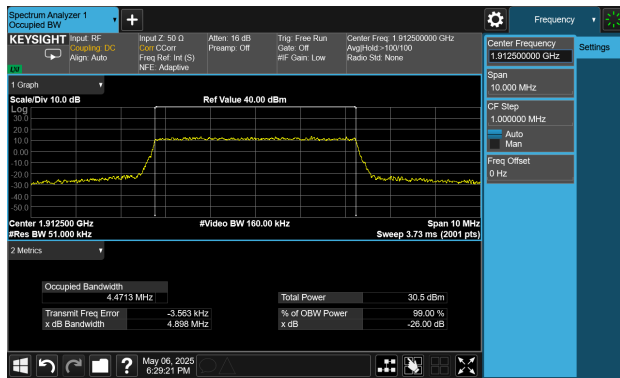 Spectrum Analyzer 1
Occupied BW
Frequency
KEYSIGHT
Input: RF
Coupling: DC
Align: Auto
Input Z: 50 Ω
Corr CCorr
Freq Ref: Int (S)
NFE: Adaptive
Atten: 16 dB
Preamp: Off
Trig: Free Run
Gate: Off
#IF Gain: Low
Center Freq: 1.912500000 GHz
Avg|Hold:>100/100
Radio Std: None
Center Frequency
1.912500000 GHz
Settings
Span
10.000 MHz
CF Step
1.000000 MHz
Auto
Man
Freq Offset
0 Hz
1 Graph
Scale/Div 10.0 dB
Ref Value 40.00 dBm
Log
30.0
20.0
10.0
0.00
-10.0
-20.0
-30.0
-40.0
-50.0
Center 1.912500 GHz
#Video BW 160.00 kHz
Span 10 MHz
#Res BW 51.000 kHz
Sweep 3.73 ms (2001 pts)
2 Metrics
Occupied Bandwidth
4.4713 MHz
Total Power 30.5 dBm
Transmit Freq Error -3.563 kHz
% of OBW Power 99.00 %
x dB Bandwidth 4.898 MHz
x dB -26.00 dB
May 06, 2025
6:29:21 PM